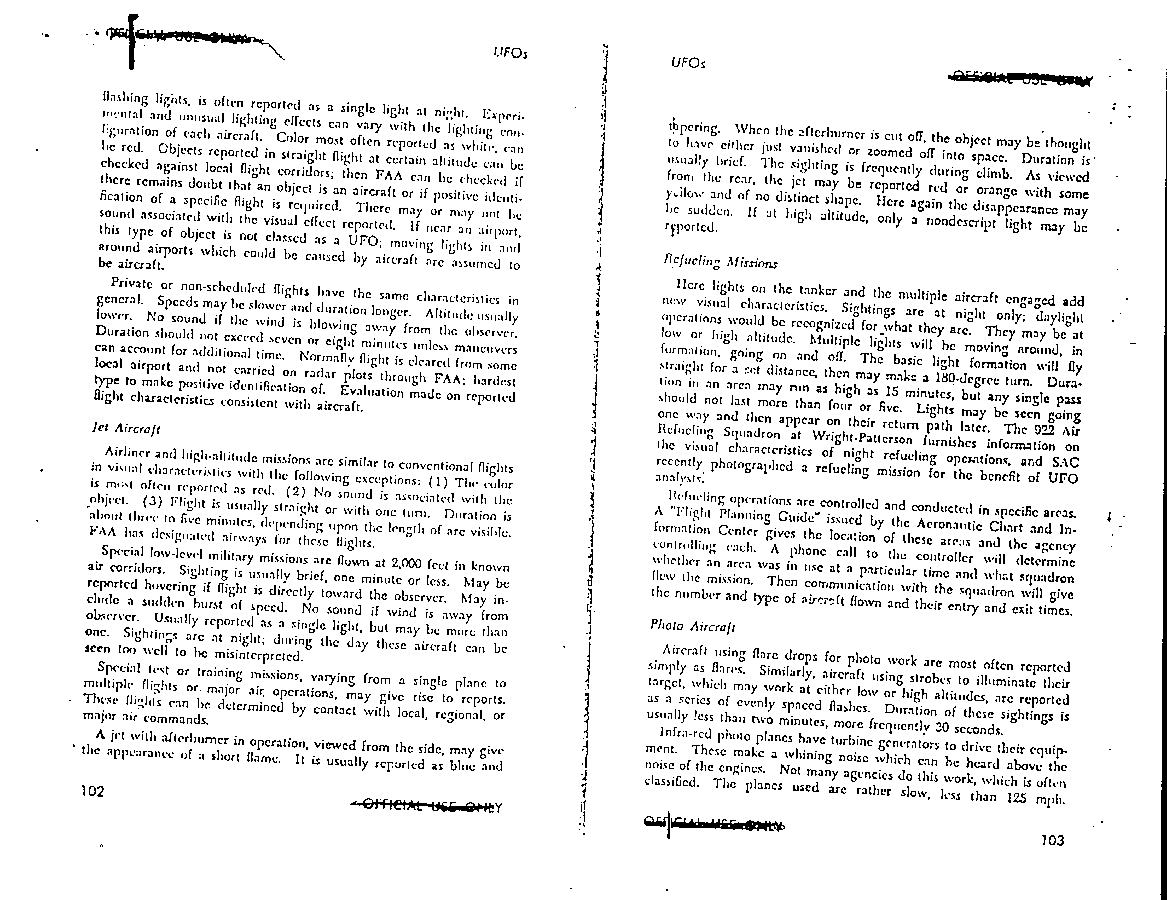 OFFICIAL USE ONLY
UFOs
flashing lights, is often reported as a single light at night. Experi-
mental and unusual lighting effects can vary with the lighting con-
figuration of each aircraft. Color most often reported as white, can
be red. Objects reported in straight flight at certain altitude can be
checked against local flight corridors; then FAA can be checked if
there remains doubt that an object is an aircraft or if positive identi-
fication of a specific flight is required. There may or may not be
sound associated with the visual effect reported. If near an airport,
this type of object is not classed as a UFO; moving lights in and
around airports which could be caused by aircraft are assumed to
be aircraft.
Private or non-scheduled flights have the same characteristics in
general. Speeds may be slower and duration longer. Altitude usually
lower. No sound if the wind is blowing away from the observer.
Duration should not exceed seven or eight minutes unless maneuvers
can account for additional time. Normally flight is cleared from some
local airport and not carried on radar plots through FAA; hardest
type to make positive identification of. Evaluation made on reported
flight characteristics consistent with aircraft.
Jet Aircraft
Airliner and high-altitude missions are similar to conventional flights
in visual characteristics with the following exceptions: (1) The color
is most often reported as red. (2) No sound is associated with the
object. (3) Flight is usually straight or with one turn. Duration is
about three to five minutes, depending upon the length of arc visible.
FAA has designated airways for these flights.
Special low-level military missions are flown at 2,000 feet in known
air corridors. Sighting is usually brief, one minute or less. May be
reported hovering if flight is directly toward the observer. May in-
clude a sudden burst of speed. No sound if wind is away from
observer. Usually reported as a single light, but may be more than
one. Sightings are at night; during the day these aircraft can be
seen too well to be misinterpreted.
Special test or training missions, varying from a single plane to
multiple flights or major air operations, may give rise to reports.
These flights can be determined by contact with local, regional, or
major air commands.
A jet with afterburner in operation, viewed from the side, may give
the appearance of a short flame. It is usually reported as blue and
102
OFFICIAL USE ONLY
UFOs
OFFICIAL USE ONLY
tapering. When the afterburner is cut off, the object may be thought
to have either just vanished or zoomed off into space. Duration is
usually brief. The sighting is frequently during climb. As viewed
from the rear, the jet may be reported red or orange with some
yellow and of no distinct shape. Here again the disappearance may
be sudden. If at high altitude, only a nondescript light may be
reported.
Refueling Missions
Here lights on the tanker and the multiple aircraft engaged add
new visual characteristics. Sightings are at night only; daylight
operations would be recognized for what they are. They may be at
low or high altitude. Multiple lights will be moving around, in
formation, going on and off. The basic light formation will fly
straight for a set distance, then may make a 180-degree turn. Dura-
tion in an area may run as high as 15 minutes, but any single pass
should not last more than four or five. Lights may be seen going
one way and then appear on their return path later. The 922 Air
Refueling Squadron at Wright-Patterson furnishes information on
the visual characteristics of night refueling operations, and SAC
recently photographed a refueling mission for the benefit of UFO
analysts.
Refueling operations are controlled and conducted in specific areas.
A "Flight Planning Guide" issued by the Aeronautic Chart and In-
formation Center gives the location of these areas and the agency
controlling each. A phone call to the controller will determine
whether an area was in use at a particular time and what squadron
flew the mission. Then communication with the squadron will give
the number and type of aircraft flown and their entry and exit times.
Photo Aircraft
Aircraft using flare drops for photo work are most often reported
simply as flares. Similarly, aircraft using strobes to illuminate their
target, which may work at either low or high altitudes, are reported
as a series of evenly spaced flashes. Duration of these sightings is
usually less than two minutes, more frequently 30 seconds.
Infra-red photo planes have turbine generators to drive their equip-
ment. These make a whining noise which can be heard above the
noise of the engines. Not many agencies do this work, which is often
classified. The planes used are rather slow, less than 125 mph.
OFFICIAL USE ONLY
103